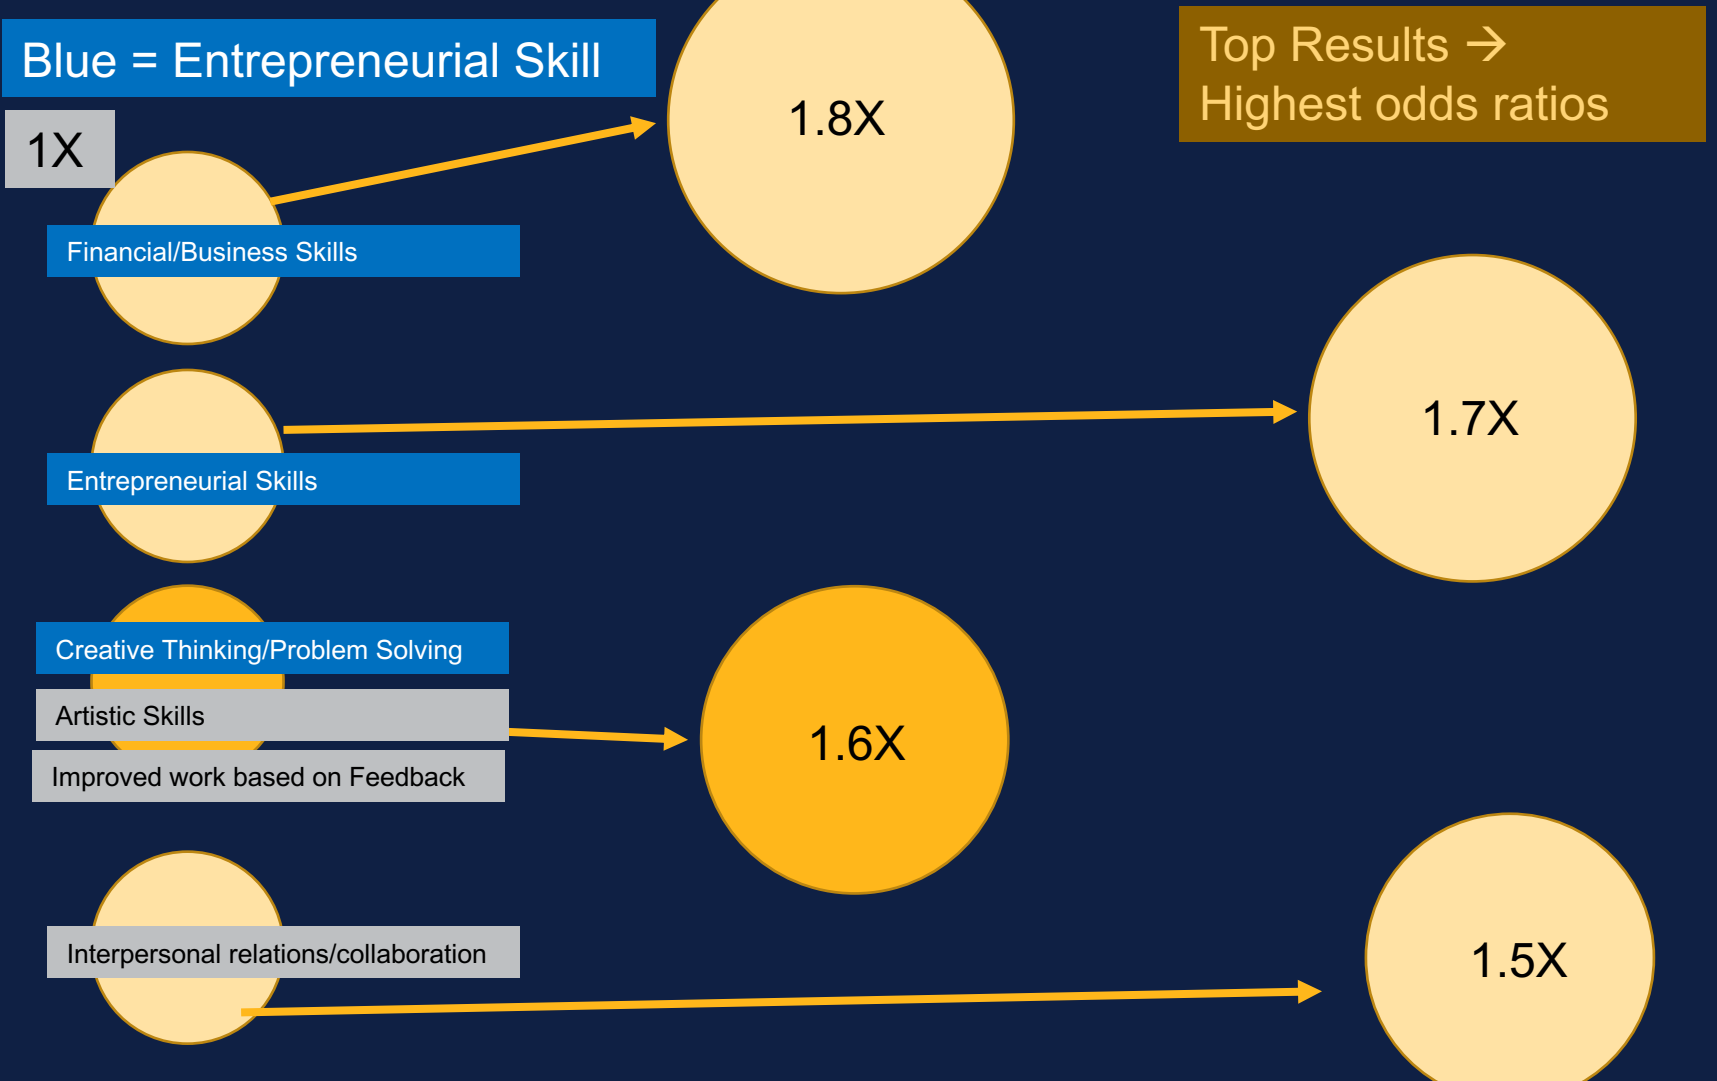 Blue = Entrepreneurial Skill
1X
Top Results →
Highest odds ratios
1.8X
Financial/Business Skills
1.7X
Entrepreneurial Skills
Creative Thinking/Problem Solving
Artistic Skills
Improved work based on Feedback
1.6X
Interpersonal relations/collaboration
1.5X